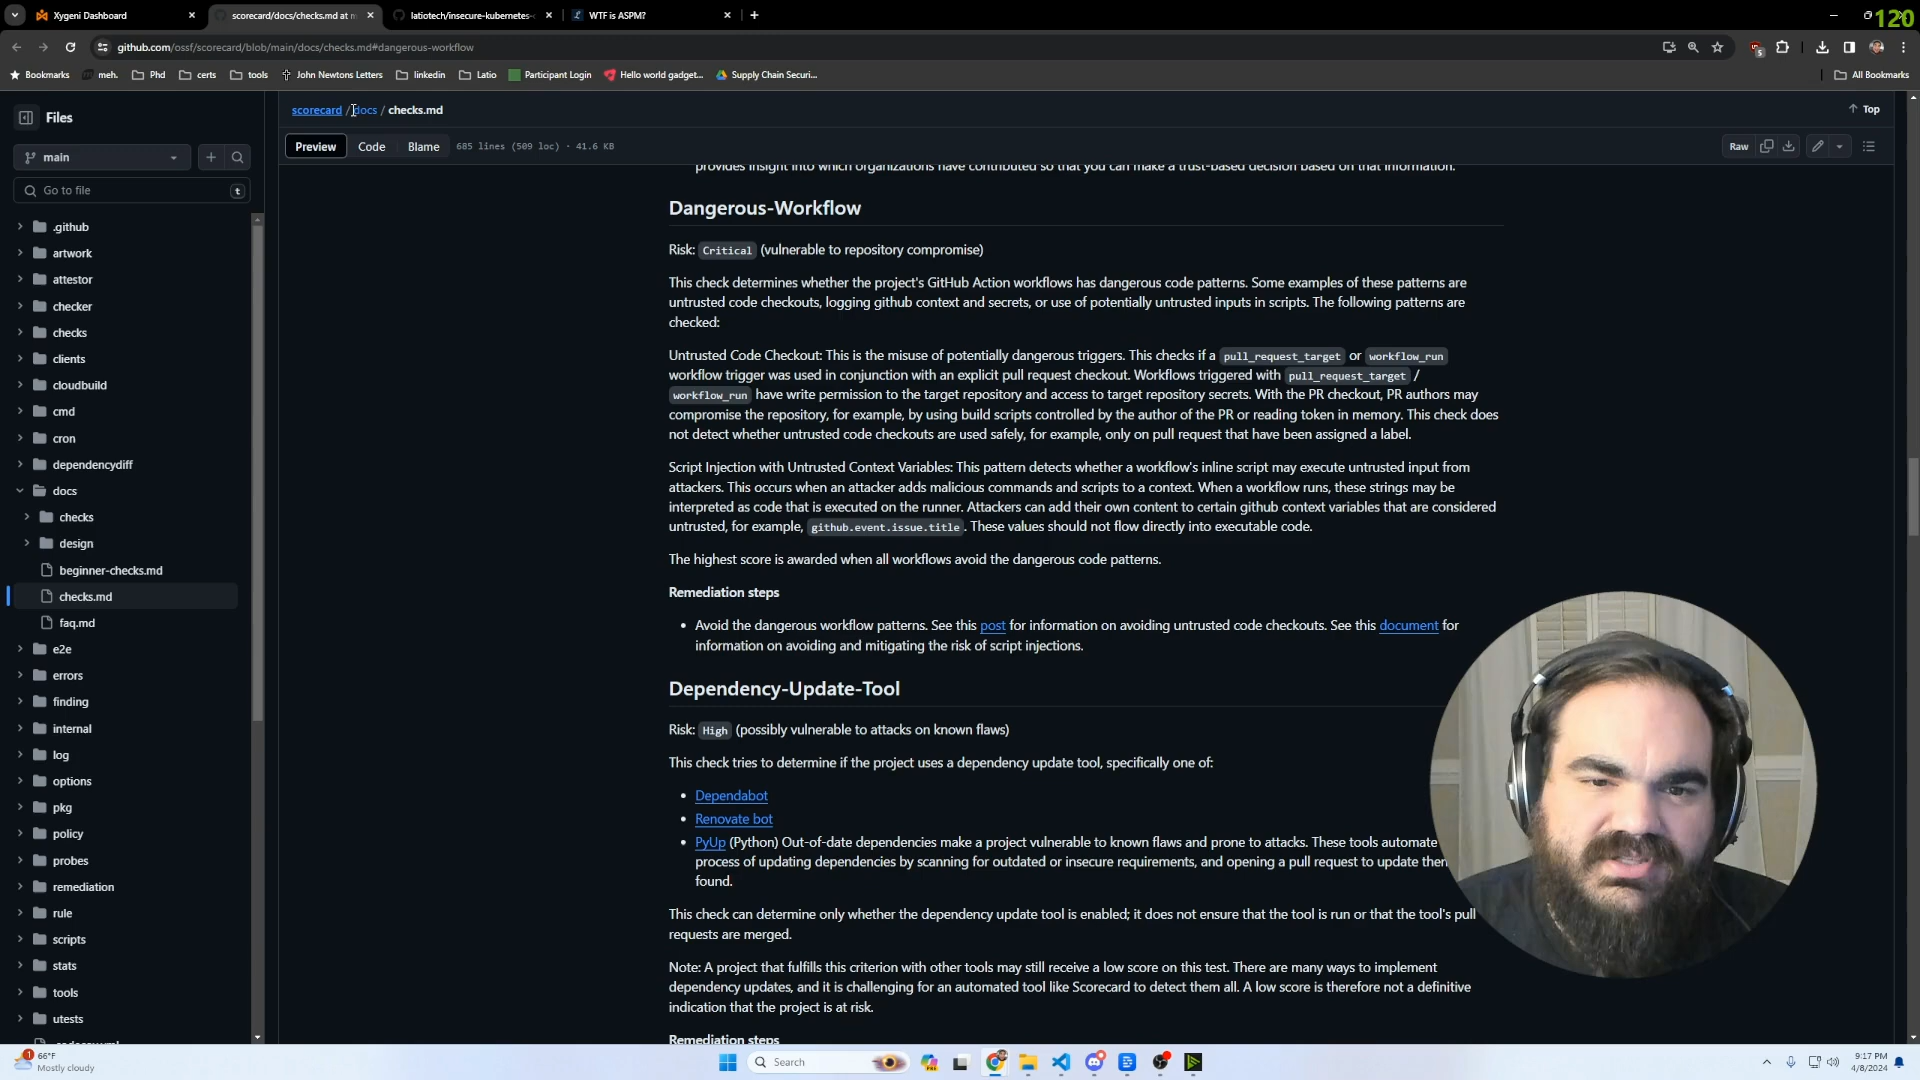 Xygeni Dashboard
scorecard/docs/checks.md at m
latiotech/insecure-kubernetes-
WTF is ASPM?
120
github.com/ossf/scorecard/blob/main/docs/checks.md#dangerous-workflow
Bookmarks
meh.
Phd
certs
tools
John Newtons Letters
linkedin
Latio
Participant Login
Hello world gadget...
Supply Chain Securi...
All Bookmarks
Files
scorecard / docs / checks.md
Top
main
Preview
Code
Blame
685 lines (509 loc) · 41.6 KB
Raw
Go to file
t
.github
artwork
attestor
checker
checks
clients
cloudbuild
cmd
cron
dependencydiff
docs
checks
design
beginner-checks.md
checks.md
faq.md
e2e
errors
finding
internal
log
options
pkg
policy
probes
remediation
rule
scripts
stats
tools
utests
provides insight into which organizations have contributed so that you can make a trust-based decision based on that information.
Dangerous-Workflow
Risk: Critical (vulnerable to repository compromise)
This check determines whether the project's GitHub Action workflows has dangerous code patterns. Some examples of these patterns are
untrusted code checkouts, logging github context and secrets, or use of potentially untrusted inputs in scripts. The following patterns are
checked:
Untrusted Code Checkout: This is the misuse of potentially dangerous triggers. This checks if a pull_request_target or workflow_run
workflow trigger was used in conjunction with an explicit pull request checkout. Workflows triggered with pull_request_target /
workflow_run have write permission to the target repository and access to target repository secrets. With the PR checkout, PR authors may
compromise the repository, for example, by using build scripts controlled by the author of the PR or reading token in memory. This check does
not detect whether untrusted code checkouts are used safely, for example, only on pull request that have been assigned a label.
Script Injection with Untrusted Context Variables: This pattern detects whether a workflow's inline script may execute untrusted input from
attackers. This occurs when an attacker adds malicious commands and scripts to a context. When a workflow runs, these strings may be
interpreted as code that is executed on the runner. Attackers can add their own content to certain github context variables that are considered
untrusted, for example, github.event.issue.title. These values should not flow directly into executable code.
The highest score is awarded when all workflows avoid the dangerous code patterns.
Remediation steps
• Avoid the dangerous workflow patterns. See this post for information on avoiding untrusted code checkouts. See this document for
information on avoiding and mitigating the risk of script injections.
Dependency-Update-Tool
Risk: High (possibly vulnerable to attacks on known flaws)
This check tries to determine if the project uses a dependency update tool, specifically one of:
• Dependabot
• Renovate bot
• PyUp (Python) Out-of-date dependencies make a project vulnerable to known flaws and prone to attacks. These tools automate
process of updating dependencies by scanning for outdated or insecure requirements, and opening a pull request to update them
found.
This check can determine only whether the dependency update tool is enabled; it does not ensure that the tool is run or that the tool's pull
requests are merged.
Note: A project that fulfills this criterion with other tools may still receive a low score on this test. There are many ways to implement
dependency updates, and it is challenging for an automated tool like Scorecard to detect them all. A low score is therefore not a definitive
indication that the project is at risk.
Remediation steps
66°F
Mostly cloudy
Search
9:17 PM
4/8/2024